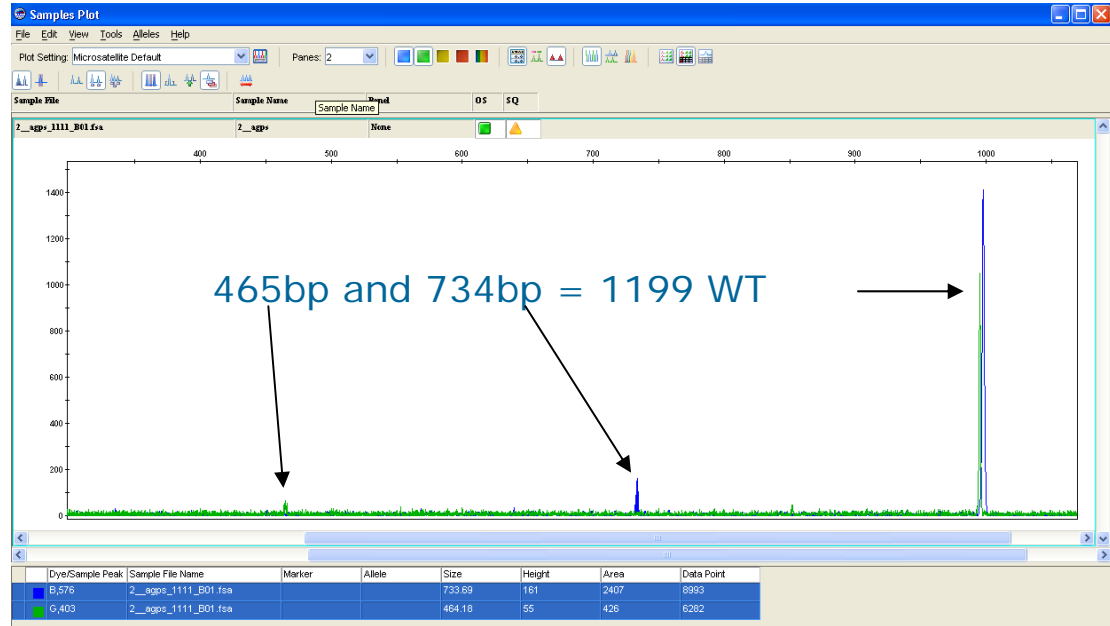 Samples Plot
File Edit View Tools Alleles Help
Plot Setting: Microsatellite Default Panes: 2
Sample File Sample Name Panel OS SQ
Sample Name
2__agps_1111_B01.fsa 2__agps None
400 500 600 700 800 900 1000
1400
1200
1000
800
600
400
200
0
465bp and 734bp = 1199 WT
Dye/Sample Peak Sample File Name Marker Allele Size Height Area Data Point
B,576 2__agps_1111_B01.fsa 733.69 161 2407 8993
G,403 2__agps_1111_B01.fsa 464.18 55 426 6282